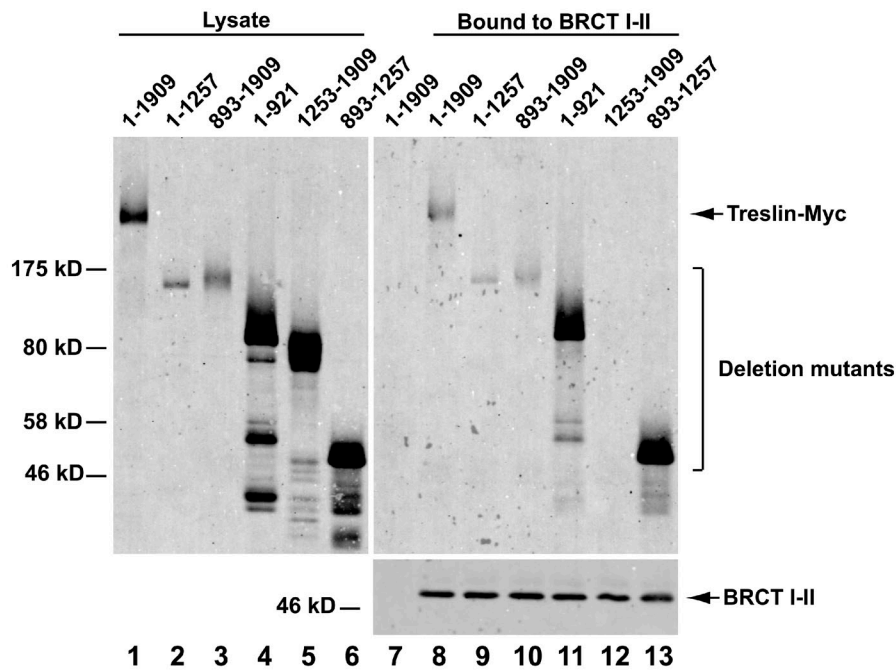 Lysate Bound to BRCT I-II
1-1909 1-1257 893-1909 1-921 1253-1909 893-1257 1-1909 1-1909 1-1257 893-1909 1-921 1253-1909 893-1257
Treslin-Myc
175 kD
80 kD
Deletion mutants
58 kD
46 kD
46 kD BRCT I-II
1 2 3 4 5 6 7 8 9 10 11 12 13